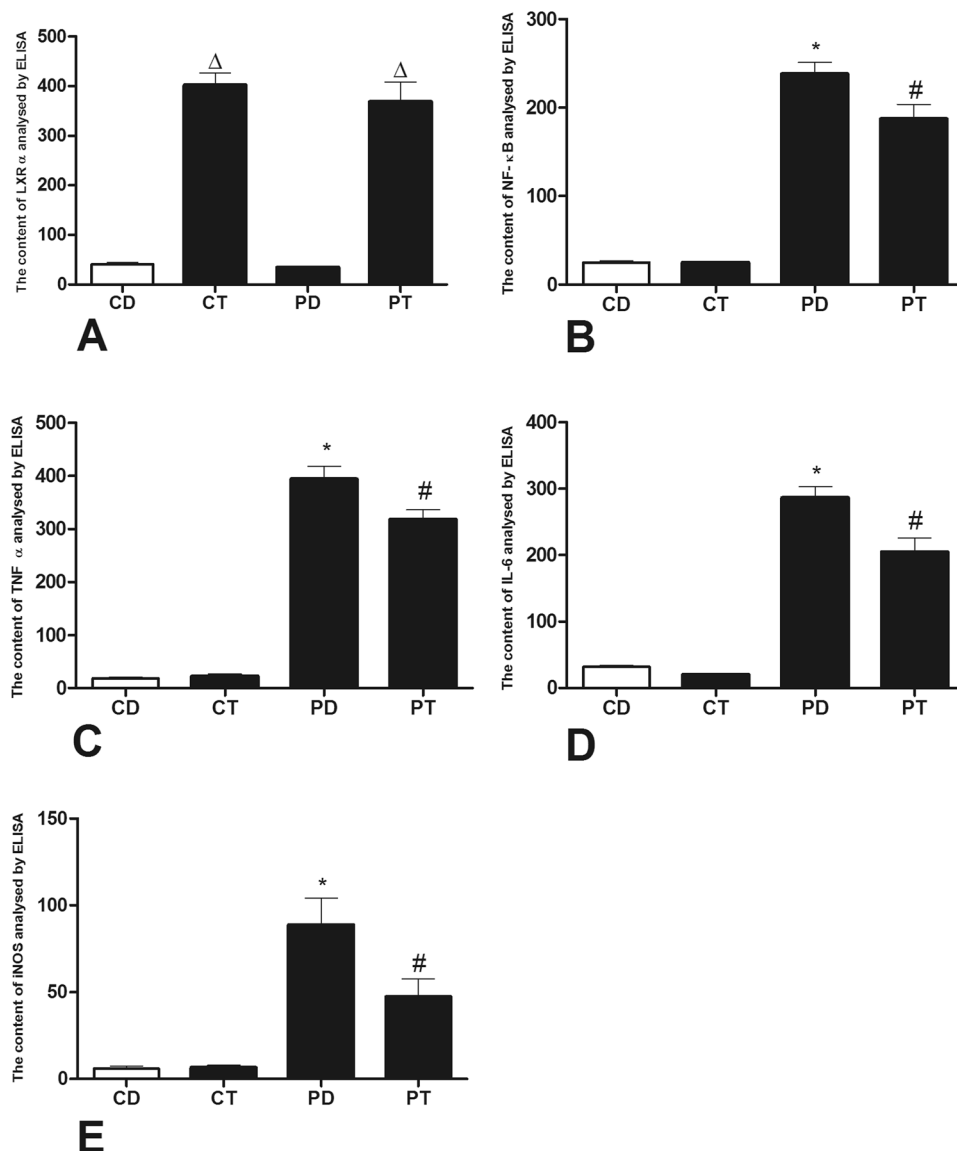 The content of LXR α analysed by ELISA
500
400
300
200
100
0
Δ
Δ
CD CT PD PT
A
The content of NF- κB analysed by ELISA
300
200
100
0
*
#
CD CT PD PT
B
The content of TNF α analysed by ELISA
500
400
300
200
100
0
*
#
CD CT PD PT
C
The content of IL-6 analysed by ELISA
400
300
200
100
0
*
#
CD CT PD PT
D
The content of iNOS analysed by ELISA
150
100
50
0
*
#
CD CT PD PT
E